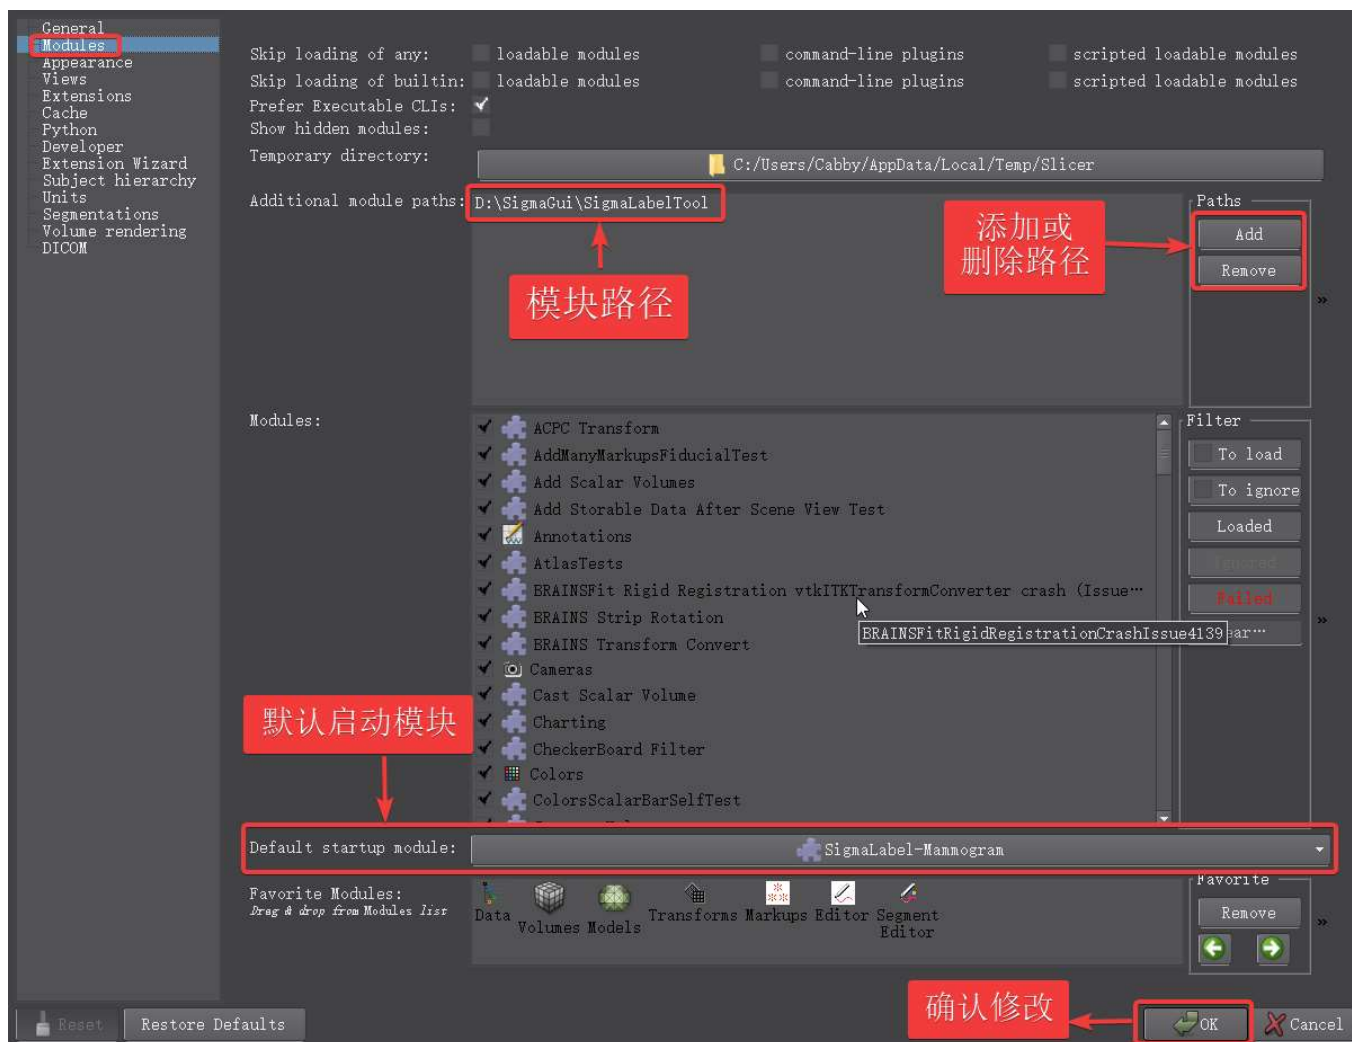 General
Modules
Appearance
Views
Extensions
Cache
Python
Developer
Extension Wizard
Subject hierarchy
Units
Segmentations
Volume rendering
DICOM
Skip loading of any: loadable modules command-line plugins scripted loadable modules
Skip loading of builtin: loadable modules command-line plugins scripted loadable modules
Prefer Executable CLIs:
Show hidden modules:
Temporary directory: C:/Users/Cabby/AppData/Local/Temp/Slicer
Additional module paths: D:\SigmaGui\SigmaLabelTool
模块路径
添加或
删除路径
Paths
Add
Remove
»
Modules:
ACPC Transform
AddManyMarkupsFiducialTest
Add Scalar Volumes
Add Storable Data After Scene View Test
Annotations
AtlasTests
BRAINSFit Rigid Registration vtkITKTransformConverter crash (Issue…
BRAINS Strip Rotation
BRAINSFitRigidRegistrationCrashIssue4139
BRAINS Transform Convert
Cameras
Cast Scalar Volume
Charting
CheckerBoard Filter
Colors
ColorsScalarBarSelfTest
Filter
To load
To ignore
Loaded
Ignored
Failed
ear…
»
默认启动模块
Default startup module: SigmaLabel-Mammogram
Favorite Modules:
Drag & drop from Modules list
Data
Volumes
Models
Transforms
Markups
Editor
Segment
Editor
Favorite
Remove
»
确认修改
Reset
Restore Defaults
OK
Cancel